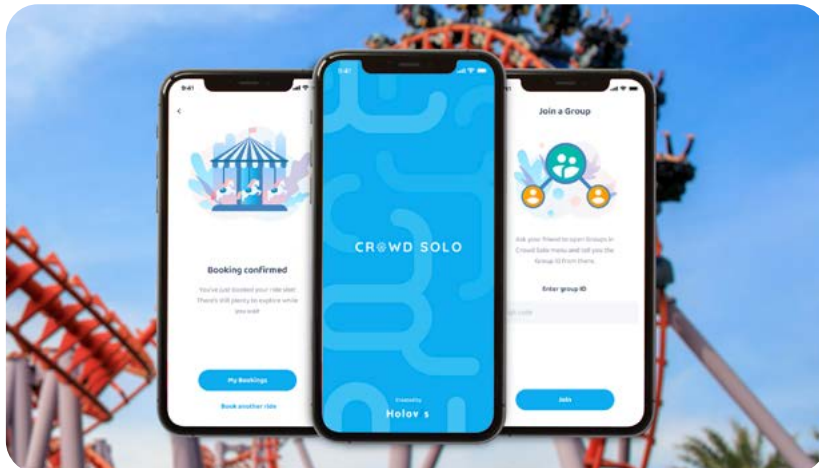 9:41
Booking confirmed
You've just booked your ride slot!
There's still plenty to explore while
you wait
My Bookings
Book another ride
9:41
CROWD SOLO
Created by
Holov s
Join a Group
Ask your friend to open Groups in
Crowd Solo menu and tell you the
Group ID from there.
Enter group ID
code
Join